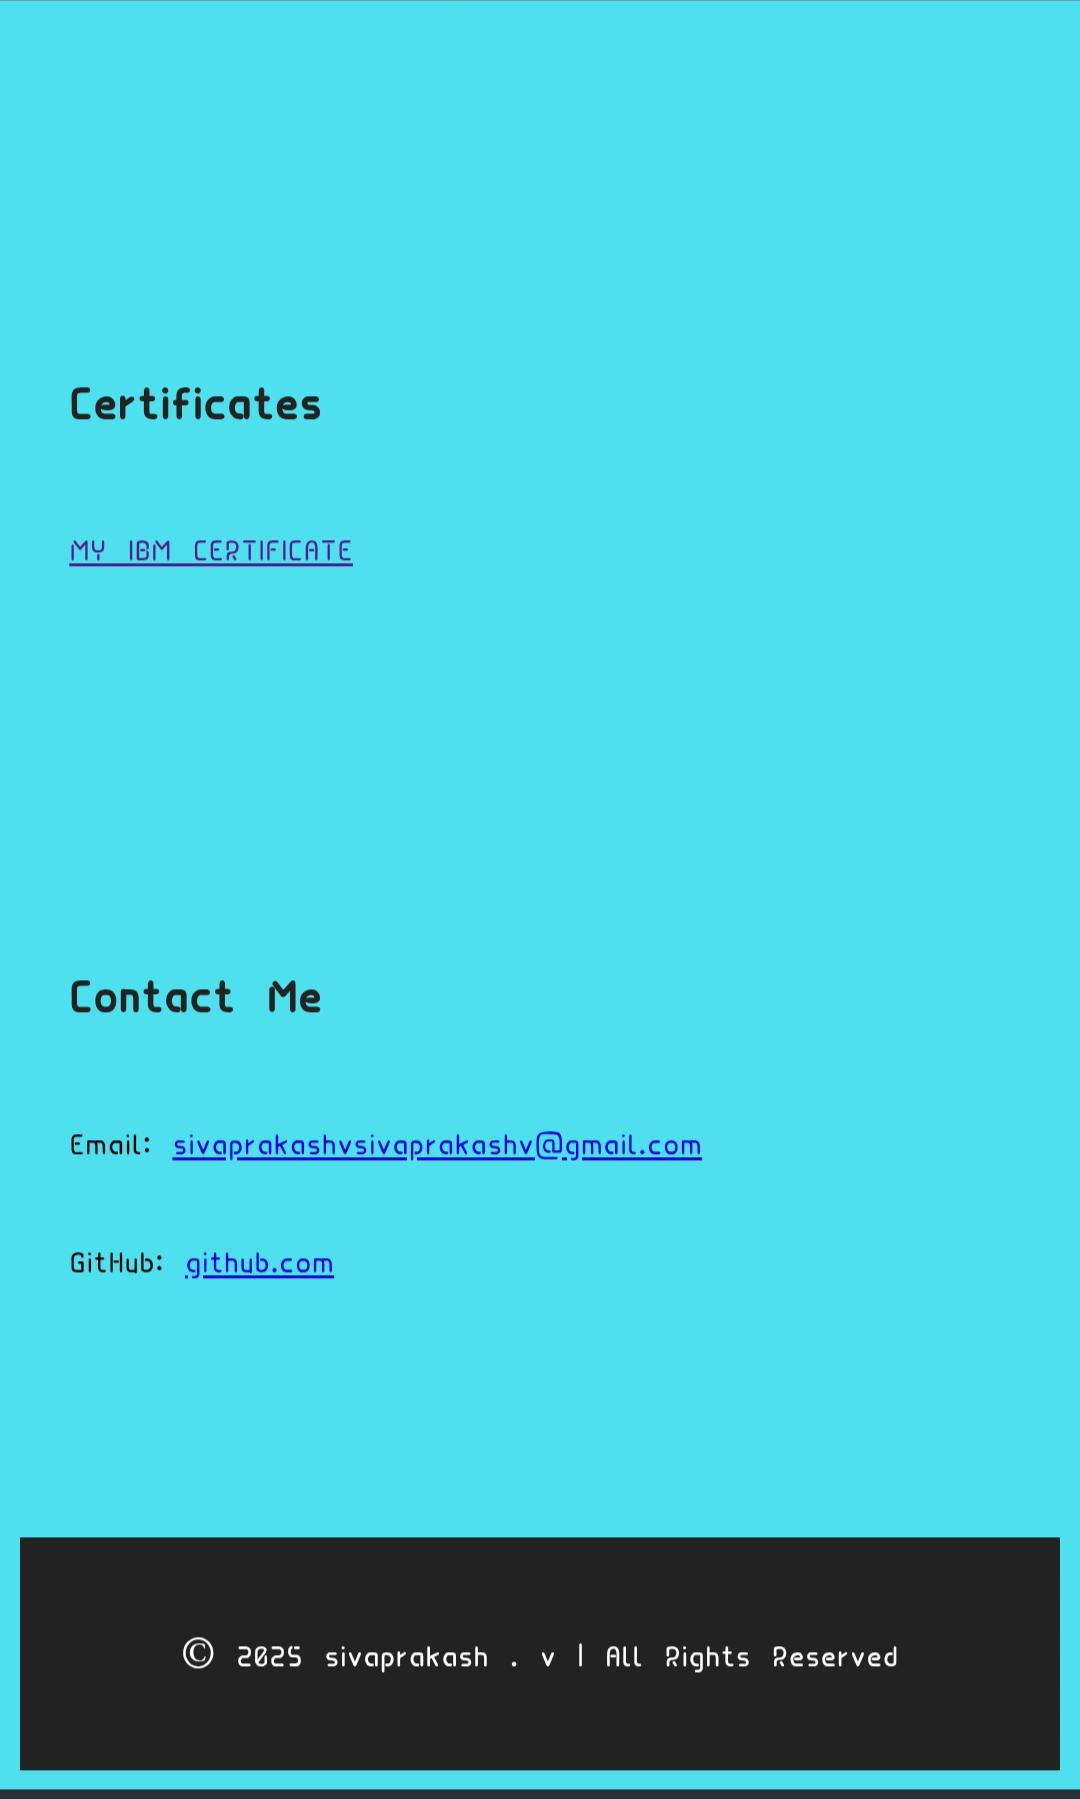 Certificates
MY IBM CERTIFICATE
Contact Me
Email: sivaprakashvsivaprakashv@gmail.com
GitHub: github.com
© 2025 sivaprakash . v | All Rights Reserved